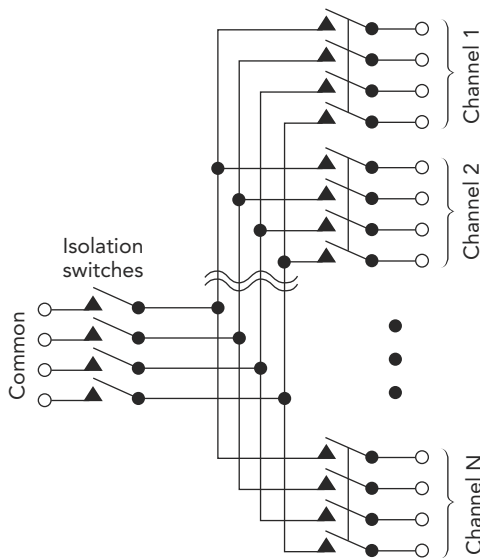 Channel 1
Channel 2
Isolation
switches
Common
Channel N